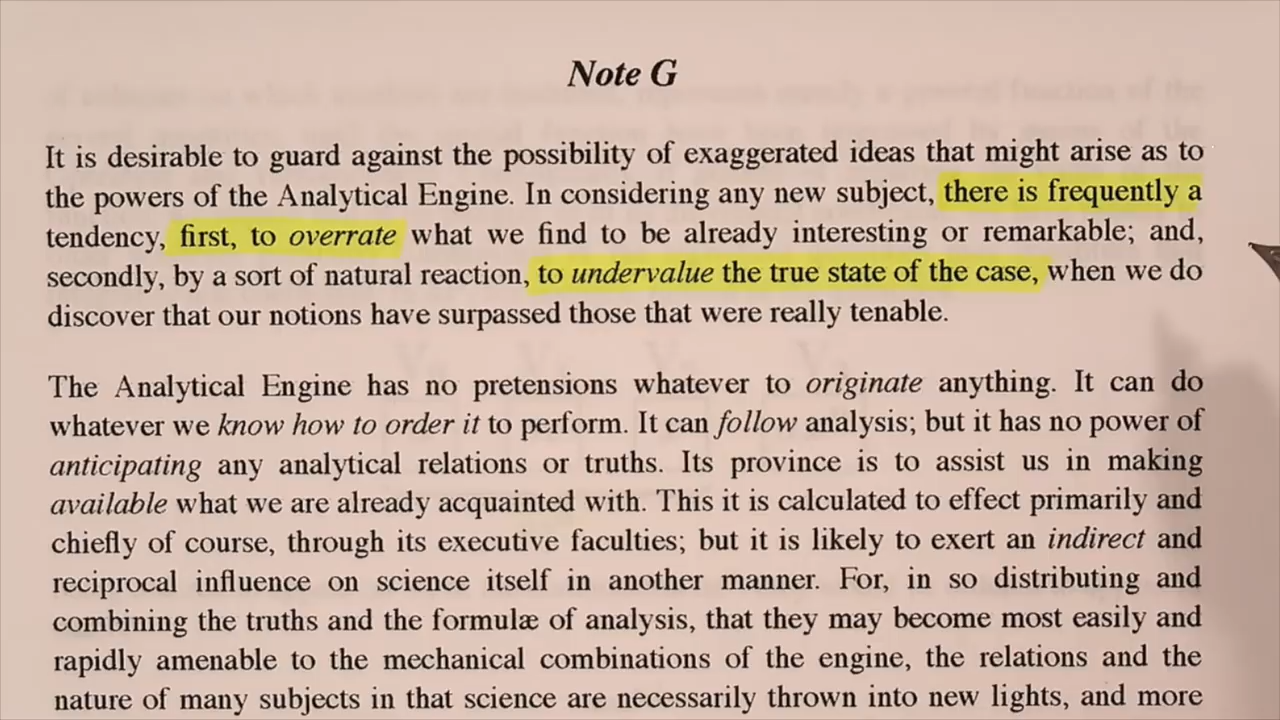 Note G
It is desirable to guard against the possibility of exaggerated ideas that might arise as to
the powers of the Analytical Engine. In considering any new subject, there is frequently a
tendency, first, to overrate what we find to be already interesting or remarkable; and,
secondly, by a sort of natural reaction, to undervalue the true state of the case, when we do
discover that our notions have surpassed those that were really tenable.
The Analytical Engine has no pretensions whatever to originate anything. It can do
whatever we know how to order it to perform. It can follow analysis; but it has no power of
anticipating any analytical relations or truths. Its province is to assist us in making
available what we are already acquainted with. This it is calculated to effect primarily and
chiefly of course, through its executive faculties; but it is likely to exert an indirect and
reciprocal influence on science itself in another manner. For, in so distributing and
combining the truths and the formulæ of analysis, that they may become most easily and
rapidly amenable to the mechanical combinations of the engine, the relations and the
nature of many subjects in that science are necessarily thrown into new lights, and more